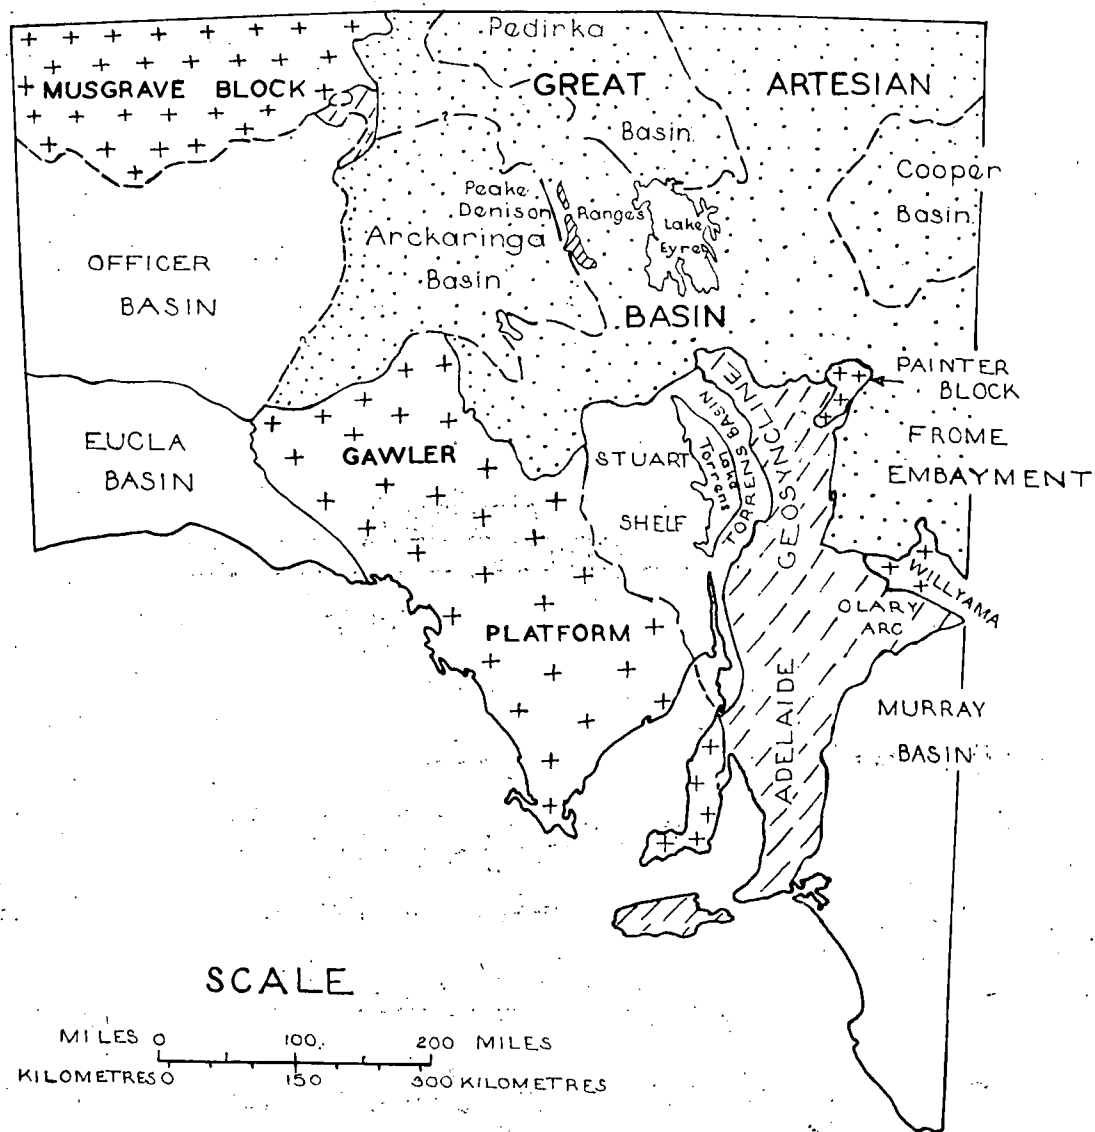 Pedirka
MUSGRAVE BLOCK
GREAT ARTESIAN
Basin
Cooper
Basin
Peake
Denison Ranges
Lake
Eyre
Arckaringa
Basin
OFFICER
BASIN
BASIN
PAINTER
BLOCK
EUCLA
BASIN
GAWLER
STUART
SHELF
Lake
Torrens
TORRENS BASIN
FROME
EMBAYMENT
ADELAIDE GEOSYNCLINE
WILLYAMA
OLARY
ARC
PLATFORM
MURRAY
BASIN
SCALE
MILES 0 100 200 MILES
KILOMETRES 0 150 300 KILOMETRES